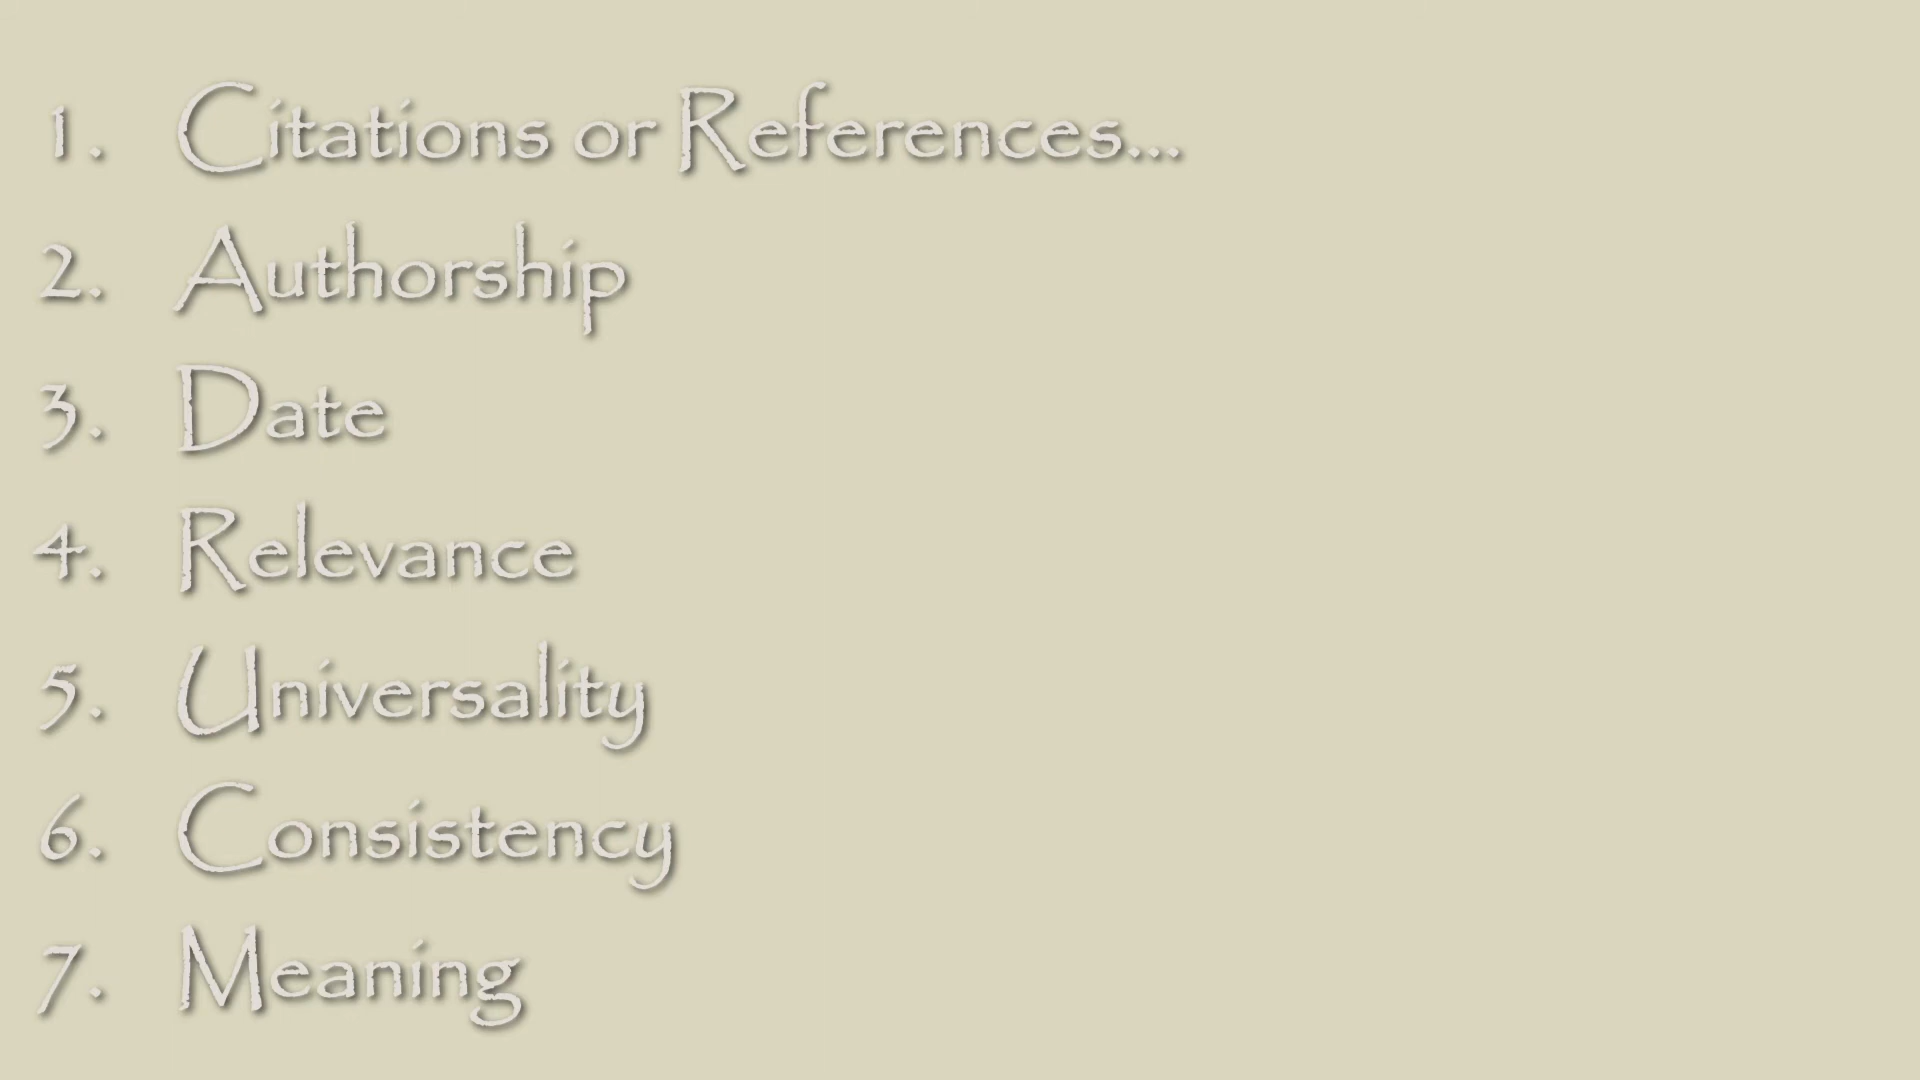 1. Citations or References...
2. Authorship
3. Date
4. Relevance
5. Universality
6. Consistency
7. Meaning